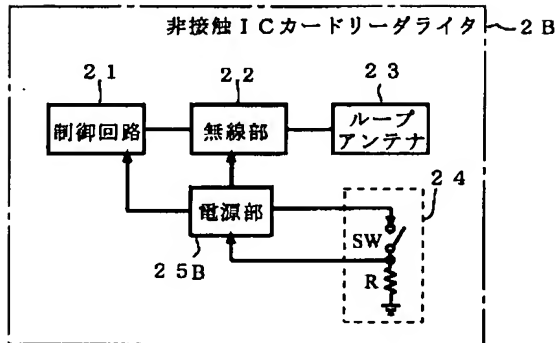 非接触ICカードリーダライタ
2B
21
22
23
制御回路
無線部
ループ
アンテナ
電源部
24
25B
SW
R